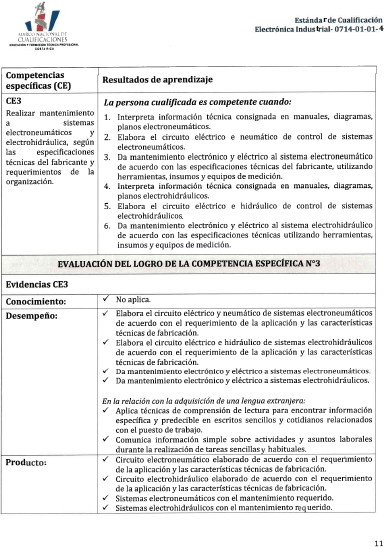 MARCO NACIONAL DE
CUALIFICACIONES
EDUCACIÓN Y FORMACIÓN TÉCNICA PROFESIONAL
COSTA RICA
Estándar de Cualificación
Electrónica Industrial- 0714-01-01-4
Competencias
específicas (CE)
Resultados de aprendizaje
CE3
Realizar mantenimiento
a sistemas
electroneumáticos y
electrohidráulica, según
las especificaciones
técnicas del fabricante y
requerimientos de la
organización.
La persona cualificada es competente cuando:
1. Interpreta información técnica consignada en manuales, diagramas,
planos electroneumáticos.
2. Elabora el circuito eléctrico e neumático de control de sistemas
electroneumáticos.
3. Da mantenimiento electrónico y eléctrico al sistema electroneumático
de acuerdo con las especificaciones técnicas del fabricante, utilizando
herramientas, insumos y equipos de medición.
4. Interpreta información técnica consignada en manuales, diagramas,
planos electrohidráulicos.
5. Elabora el circuito eléctrico e hidráulico de control de sistemas
electrohidráulicos.
6. Da mantenimiento electrónico y eléctrico al sistema electrohidráulico
de acuerdo con las especificaciones técnicas utilizando herramientas,
insumos y equipos de medición.
EVALUACIÓN DEL LOGRO DE LA COMPETENCIA ESPECÍFICA N°3
Evidencias CE3
Conocimiento:
✓ No aplica.
Desempeño:
✓ Elabora el circuito eléctrico y neumático de sistemas electroneumáticos
de acuerdo con el requerimiento de la aplicación y las características
técnicas de fabricación.
✓ Elabora el circuito eléctrico e hidráulico de sistemas electrohidráulicos
de acuerdo con el requerimiento de la aplicación y las características
técnicas de fabricación.
✓ Da mantenimiento electrónico y eléctrico a sistemas electroneumáticos.
✓ Da mantenimiento electrónico y eléctrico a sistemas electrohidráulicos.
En la relación con la adquisición de una lengua extranjera:
✓ Aplica técnicas de comprensión de lectura para encontrar información
específica y predecible en escritos sencillos y cotidianos relacionados
con el puesto de trabajo.
✓ Comunica información simple sobre actividades y asuntos laborales
durante la realización de tareas sencillas y habituales.
Producto:
✓ Circuito electroneumático elaborado de acuerdo con el requerimiento
de la aplicación y las características técnicas de fabricación.
✓ Circuito electrohidráulico elaborado de acuerdo con el requerimiento
de la aplicación y las características técnicas de fabricación.
✓ Sistemas electroneumáticos con el mantenimiento requerido.
✓ Sistemas electrohidráulicos con el mantenimiento requerido.
11